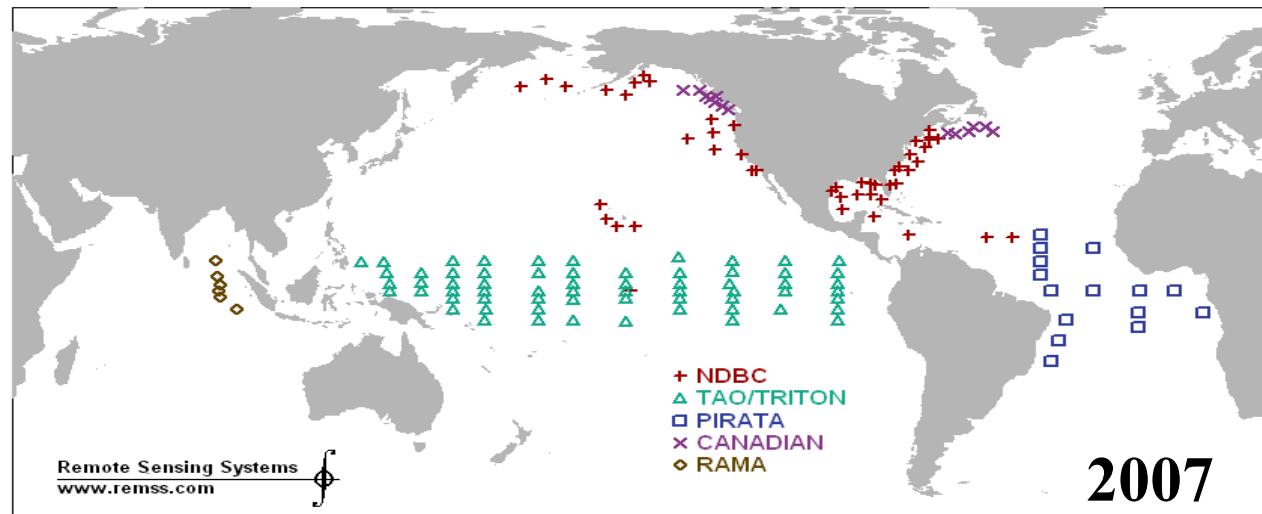 NDBC
TAO/TRITON
PIRATA
CANADIAN
RAMA
Remote Sensing Systems
www.remss.com
2007